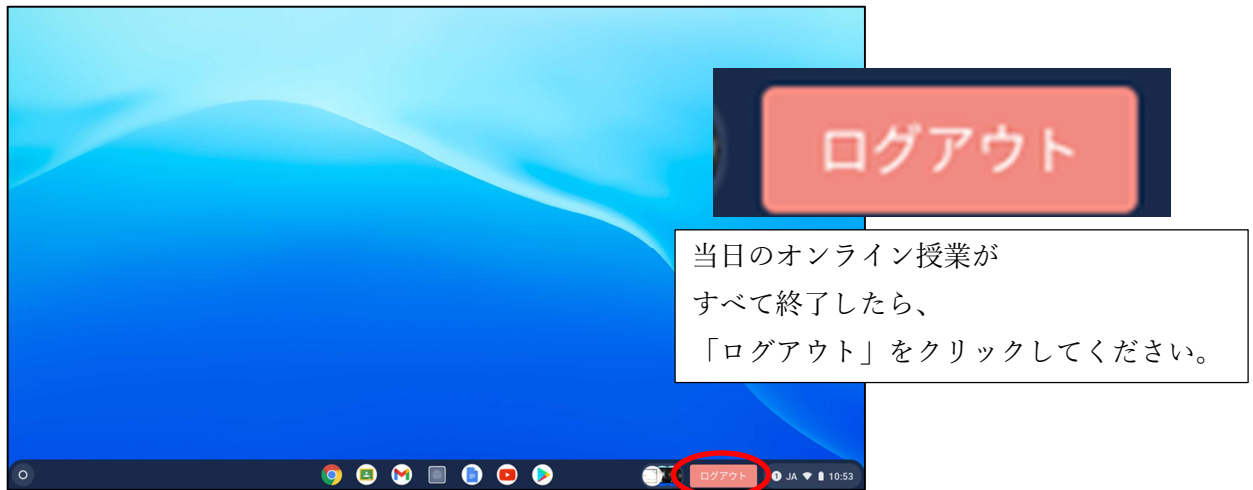 ログアウト
当日のオンライン授業が
すべて終了したら、
「ログアウト」をクリックしてください。
ログアウト
1 JA 10:53